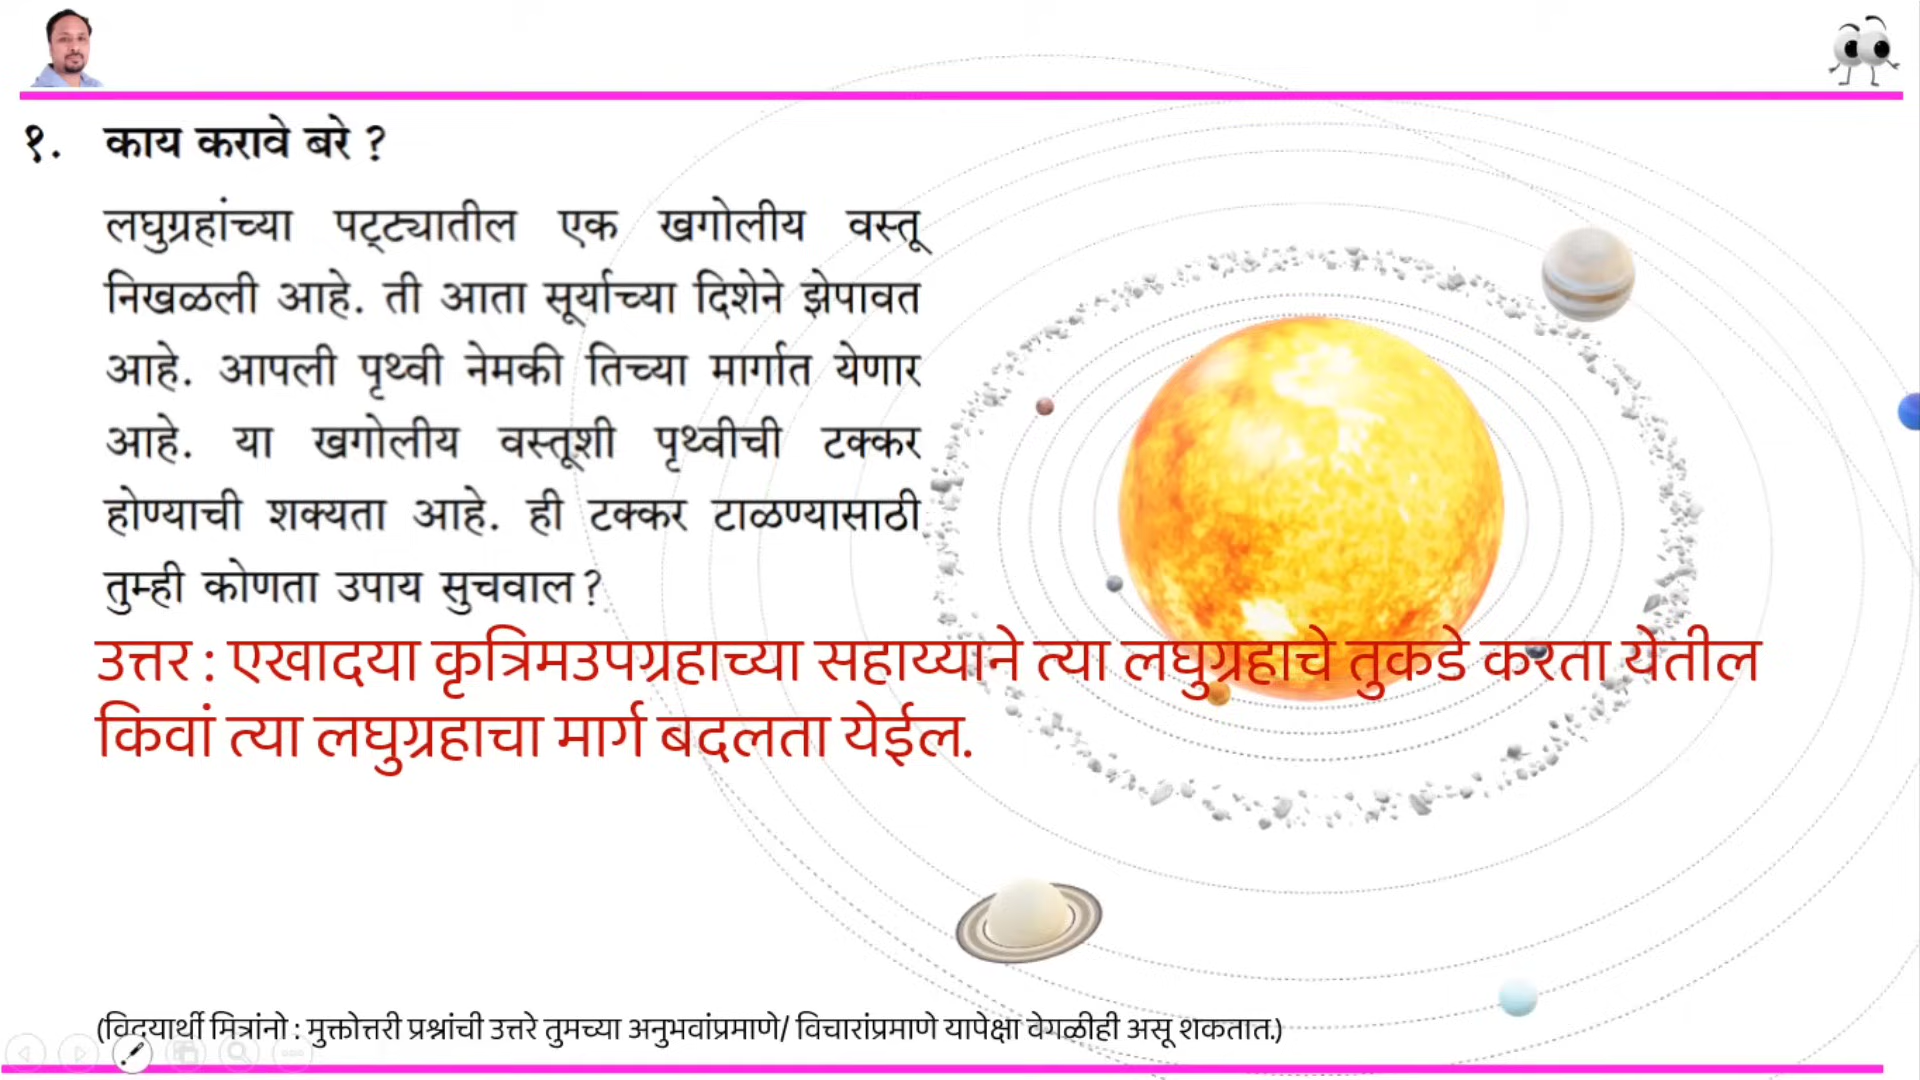 १. काय करावे बरे ?
लघुग्रहांच्या पट्ट्यातील एक खगोलीय वस्तू
निखळली आहे. ती आता सूर्याच्या दिशेने झेपावत
आहे. आपली पृथ्वी नेमकी तिच्या मार्गात येणार
आहे. या खगोलीय वस्तूशी पृथ्वीची टक्कर
होण्याची शक्यता आहे. ही टक्कर टाळण्यासाठी
तुम्ही कोणता उपाय सुचवाल ?
उत्तर : एखादया कृत्रिमउपग्रहाच्या सहाय्याने त्या लघुग्रहाचे तुकडे करता येतील
किवां त्या लघुग्रहाचा मार्ग बदलता येईल.
(विदयार्थी मित्रांनो : मुक्तोत्तरी प्रश्नांची उत्तरे तुमच्या अनुभवांप्रमाणे/ विचारांप्रमाणे यापेक्षा वेगळीही असू शकतात.)